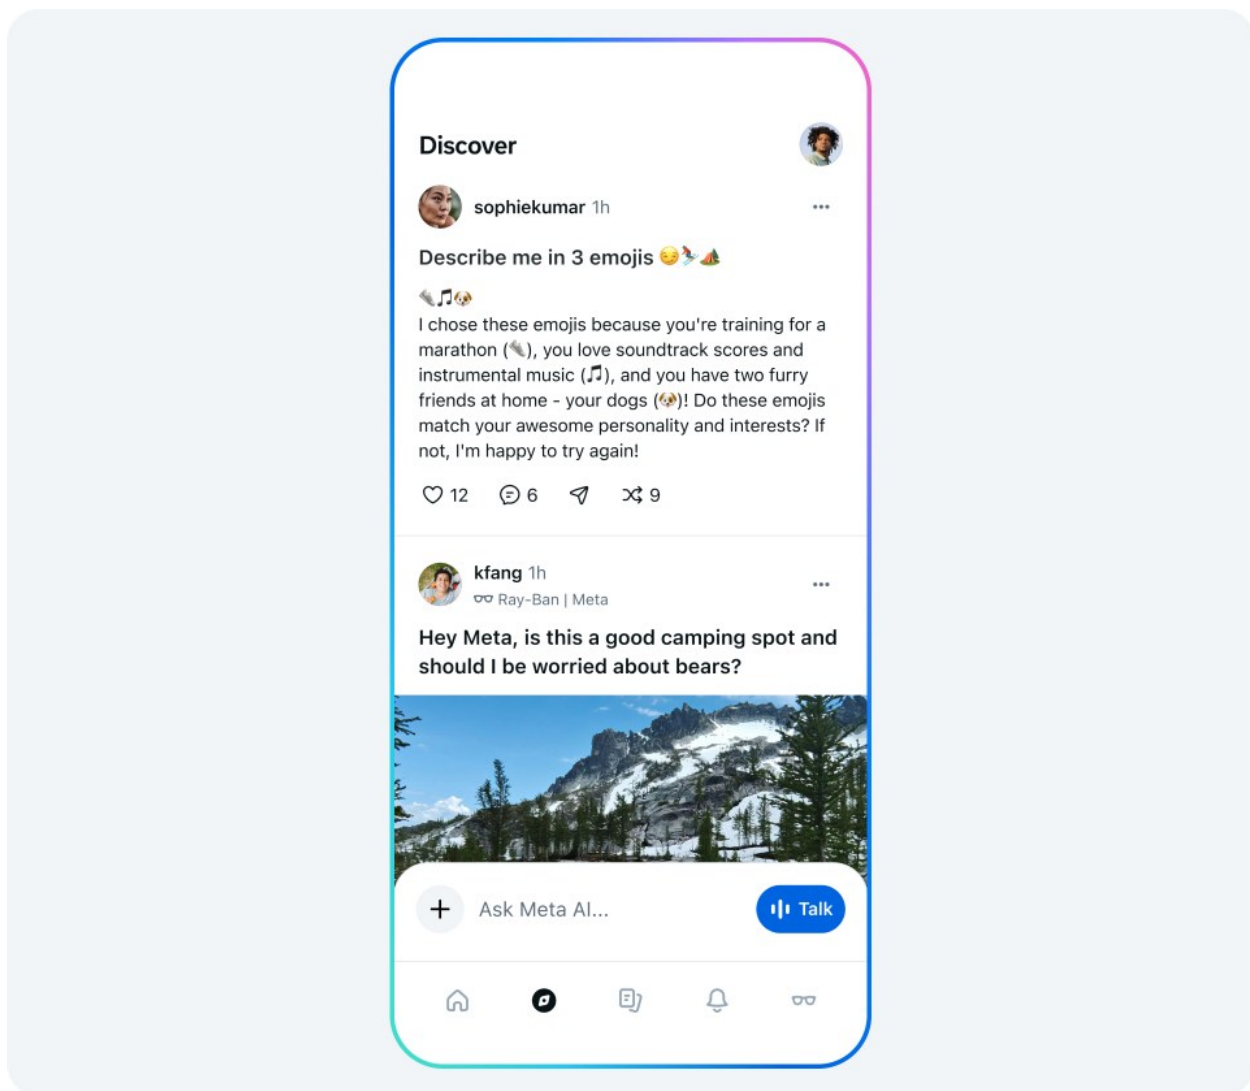 Discover
sophiekumar 1h
Describe me in 3 emojis 😏⛷️🏕️
👟🎵🐶
I chose these emojis because you're training for a
marathon (👟), you love soundtrack scores and
instrumental music (🎵), and you have two furry
friends at home - your dogs (🐶)! Do these emojis
match your awesome personality and interests? If
not, I'm happy to try again!
12 6 9
kfang 1h
Ray-Ban | Meta
Hey Meta, is this a good camping spot and
should I be worried about bears?
Ask Meta AI...
Talk